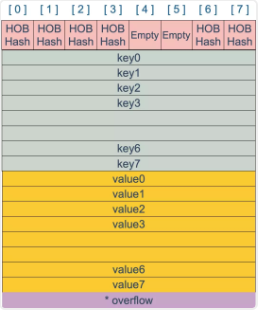 [0] [1] [2] [3] [4] [5] [6] [7]
HOB Hash HOB Hash HOB Hash HOB Hash Empty Empty HOB Hash HOB Hash
key0
key1
key2
key3
key6
key7
value0
value1
value2
value3
value6
value7
* overflow